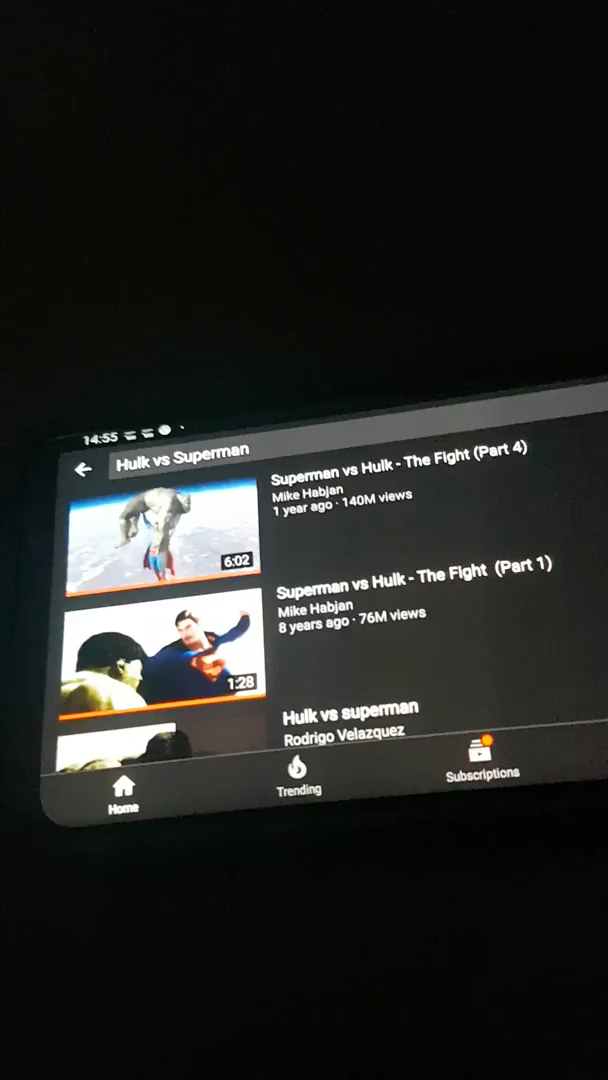 14:55
Hulk vs Superman
Superman vs Hulk - The Fight (Part 4)
Mike Habjan
1 year ago · 140M views
6:02
Superman vs Hulk - The Fight (Part 1)
Mike Habjan
8 years ago · 76M views
1:28
Hulk vs superman
Rodrigo Velazquez
Home
Trending
Subscriptions